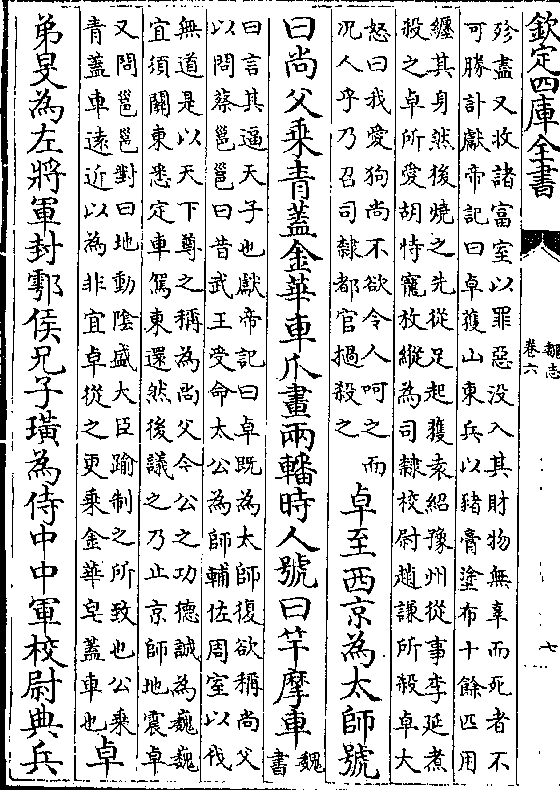 欽定四庫全書
魏志
卷六
七
殄盡又收諸富室以罪惡没入其財物無辜而死者不
可勝計獻帝記曰卓獲山東兵以豬膏塗布十餘匹用
纒其身然後燒之先從足起獲袁紹豫州從事李延煮
殺之卓所愛胡恃寵放縱為司隸校尉趙謙所殺卓大
怒曰我愛狗尚不欲令人呵之而
况人乎乃召司隸都官撾殺之
卓至西京為太師號
曰尚父乗青蓋金華車爪畫兩轓時人號曰竿摩車
魏
書
曰言其逼天子也獻帝記曰卓既為太師復欲稱尚父
以問蔡邕邕曰昔武王受命太公為師輔佐周室以伐
無道是以天下尊之稱為尚父今公之功德誠為巍巍
宜須關東悉定車駕東還然後議之乃止京師地震卓
又問邕邕對曰地動陰盛大臣踰制之所致也公乗
青蓋車遠近以為非宜卓從之更乗金華皁蓋車也
卓
弟旻為左將軍封鄠侯兄子璜為侍中中軍校尉典兵